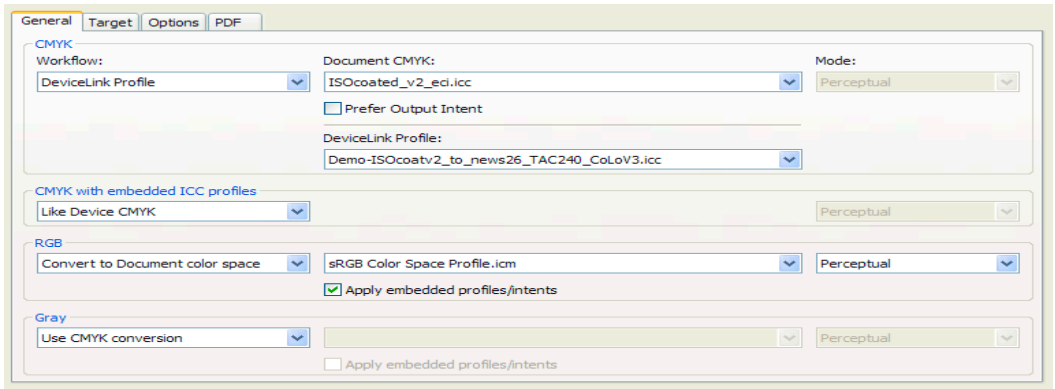 General Target Options PDF
CMYK
Workflow: Document CMYK: Mode:
DeviceLink Profile ISOcoated_v2_eci.icc Perceptual
Prefer Output Intent
DeviceLink Profile:
Demo-ISOcoatv2_to_news26_TAC240_CoLoV3.icc
CMYK with embedded ICC profiles
Like Device CMYK Perceptual
RGB
Convert to Document color space sRGB Color Space Profile.icm Perceptual
Apply embedded profiles/intents
Gray
Use CMYK conversion Perceptual
Apply embedded profiles/intents